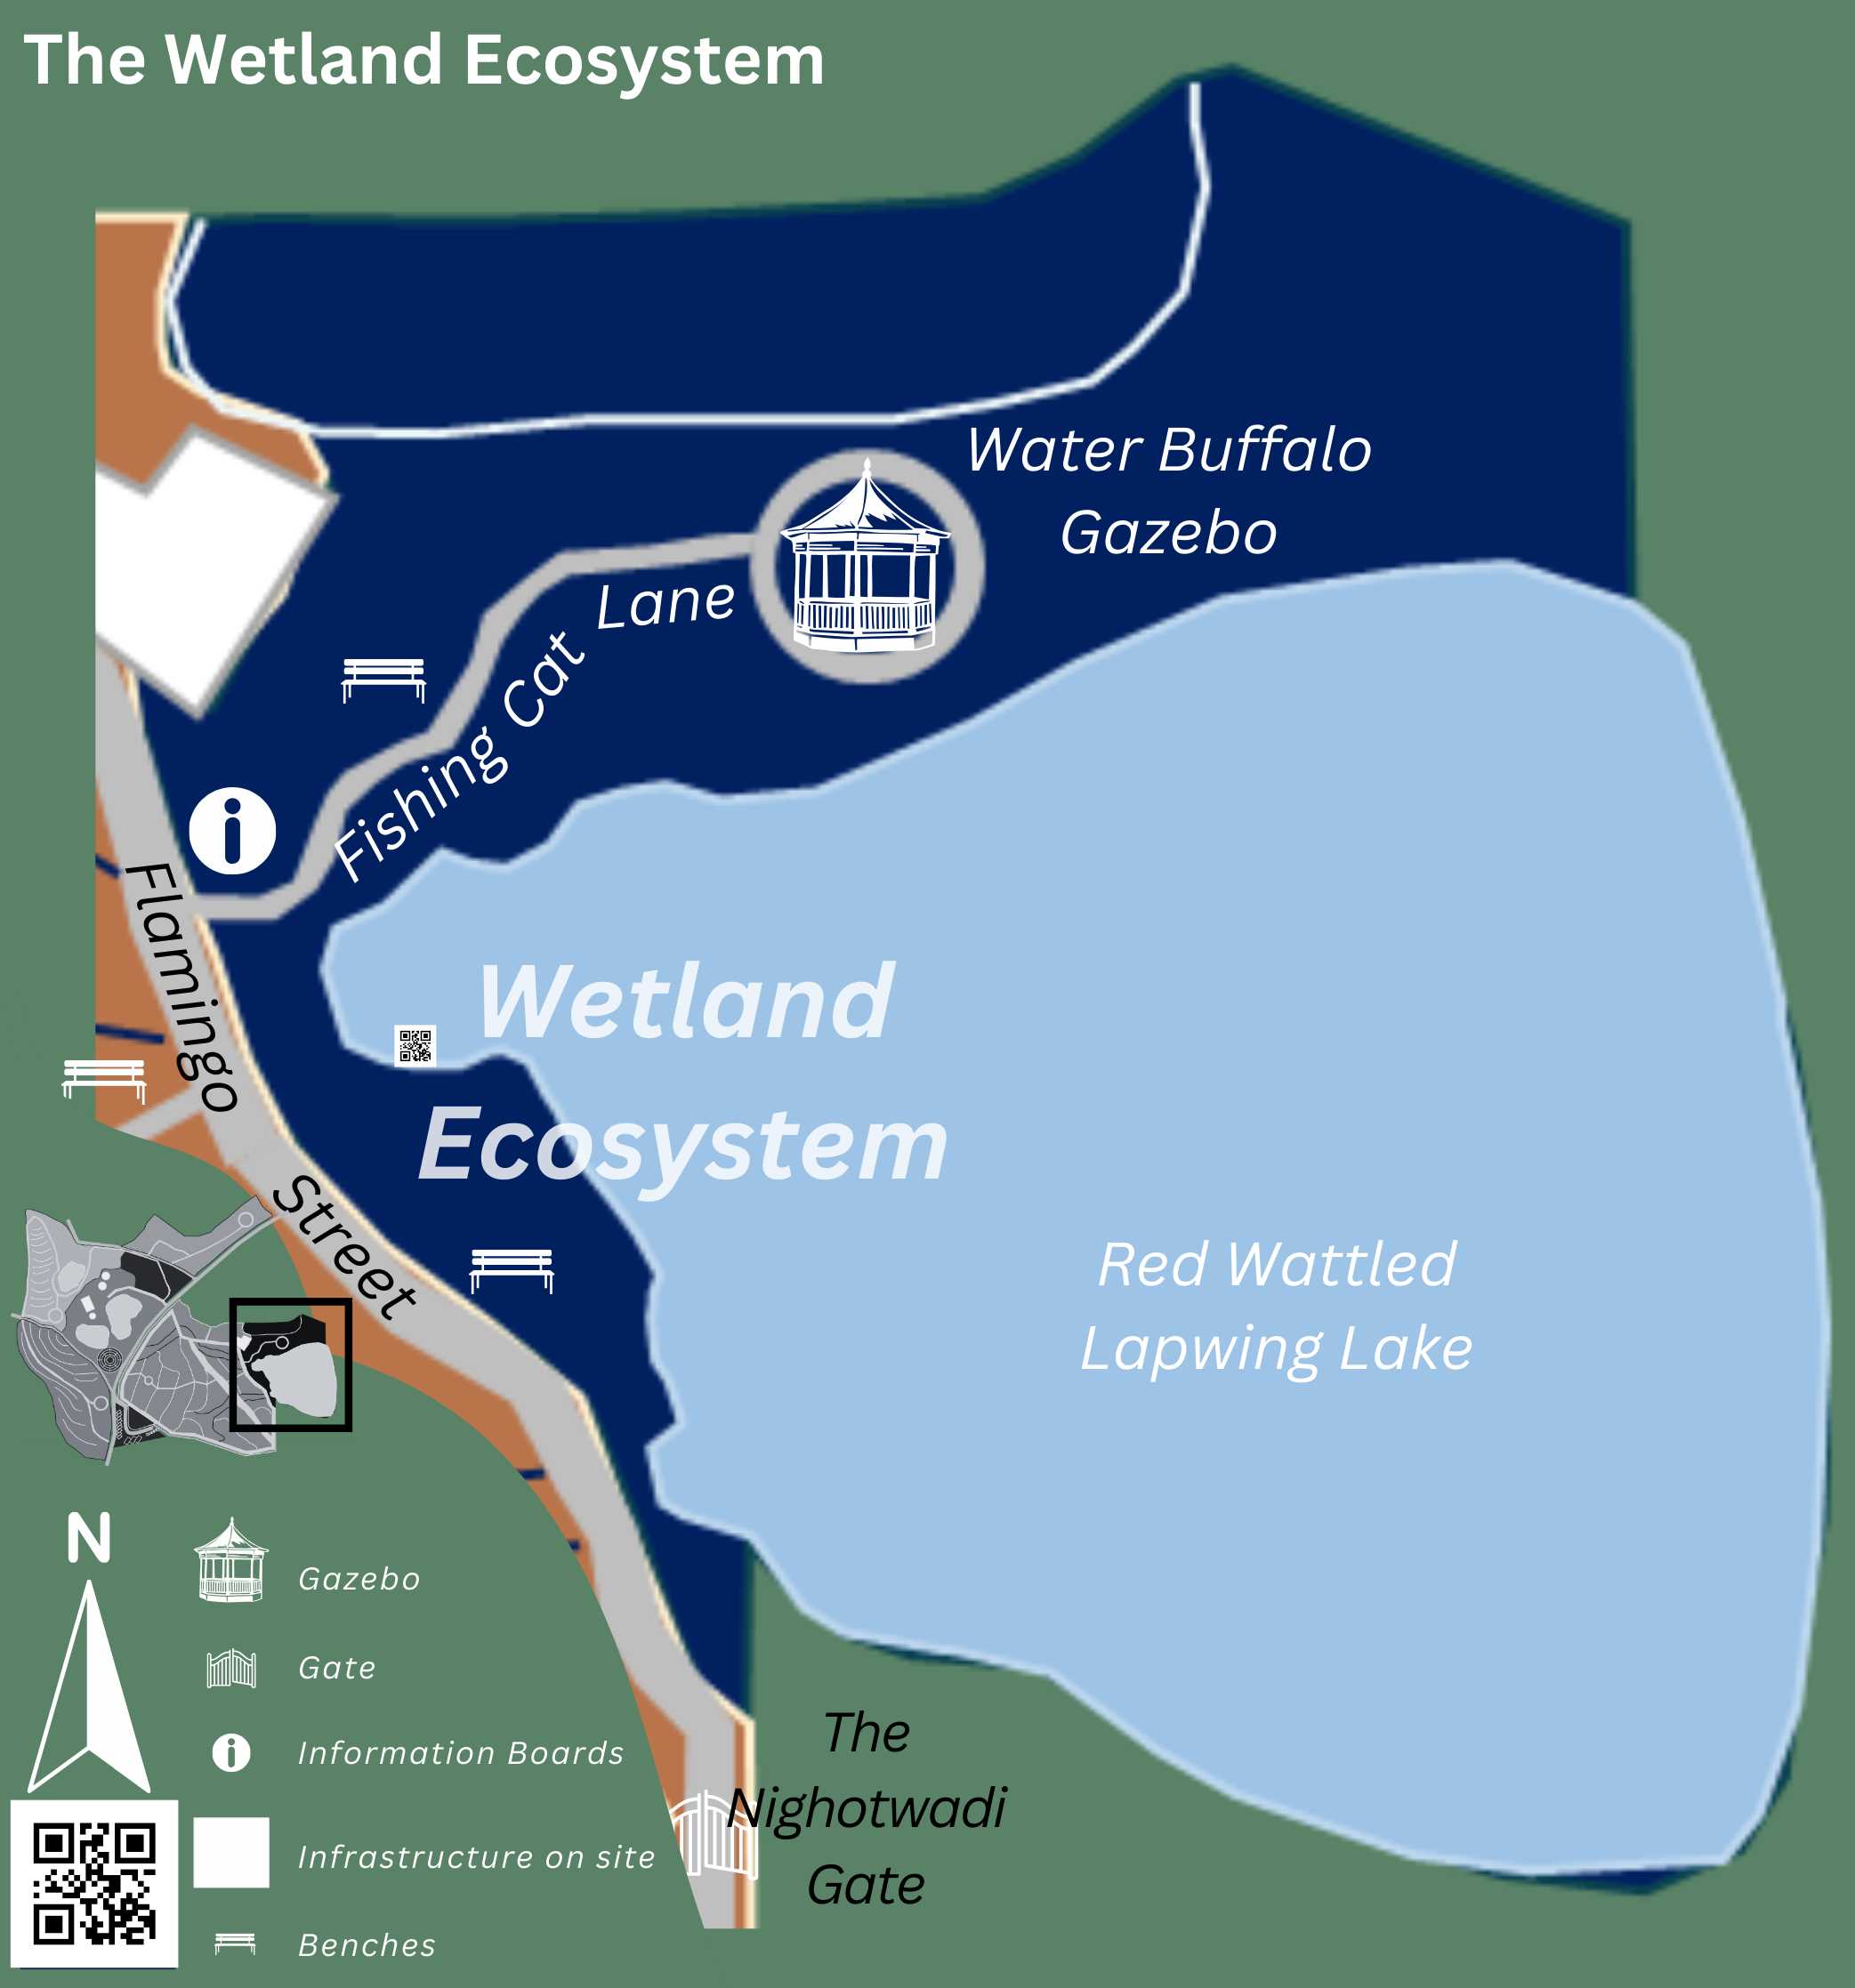 The Wetland Ecosystem
Water Buffalo
Gazebo
Fishing Cat Lane
Flamingo
Street
Wetland
Ecosystem
Red Wattled
Lapwing Lake
N
Gazebo
Gate
Information Boards
Infrastructure on site
Benches
The
Nighotwadi
Gate